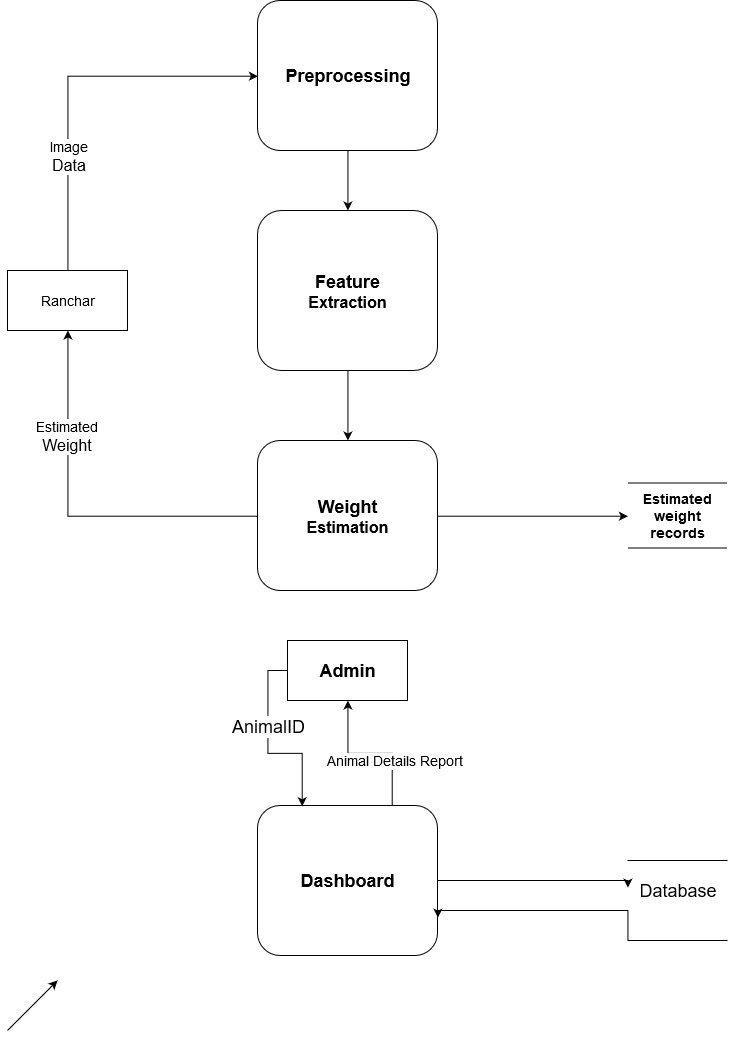 Preprocessing
Image
Data
Feature
Extraction
Ranchar
Estimated
Weight
Weight
Estimation
Estimated
weight
records
Admin
AnimalID
Animal Details Report
Dashboard
Database